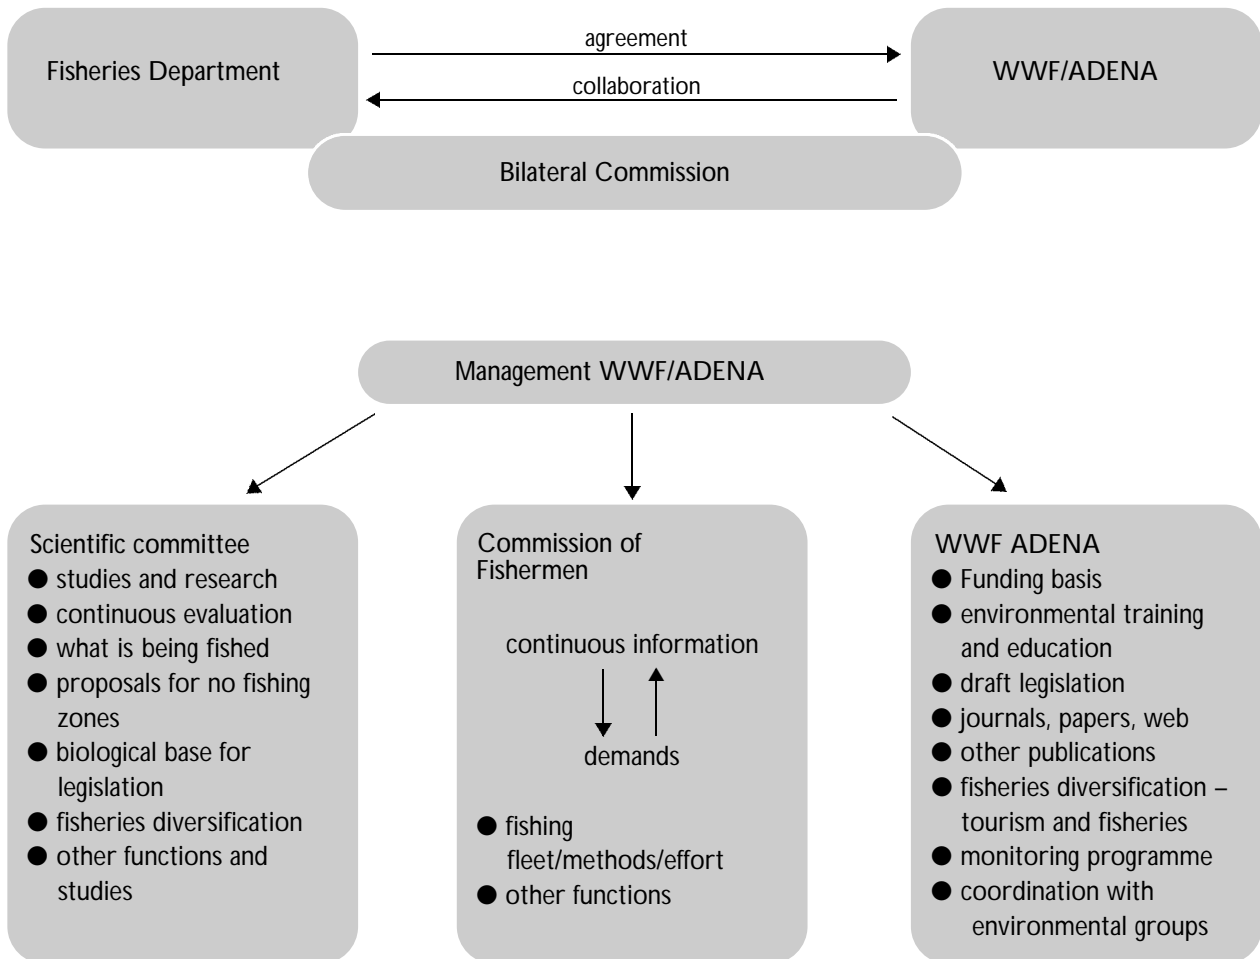 agreement
Fisheries Department
WWF/ADENA
collaboration
Bilateral Commission
Management WWF/ADENA
Scientific committee
● studies and research
● continuous evaluation
● what is being fished
● proposals for no fishing
zones
● biological base for
legislation
● fisheries diversification
● other functions and
studies
Commission of
Fishermen
continuous information
demands
● fishing
fleet/methods/effort
● other functions
WWF ADENA
● Funding basis
● environmental training
and education
● draft legislation
● journals, papers, web
● other publications
● fisheries diversification –
tourism and fisheries
● monitoring programme
● coordination with
environmental groups